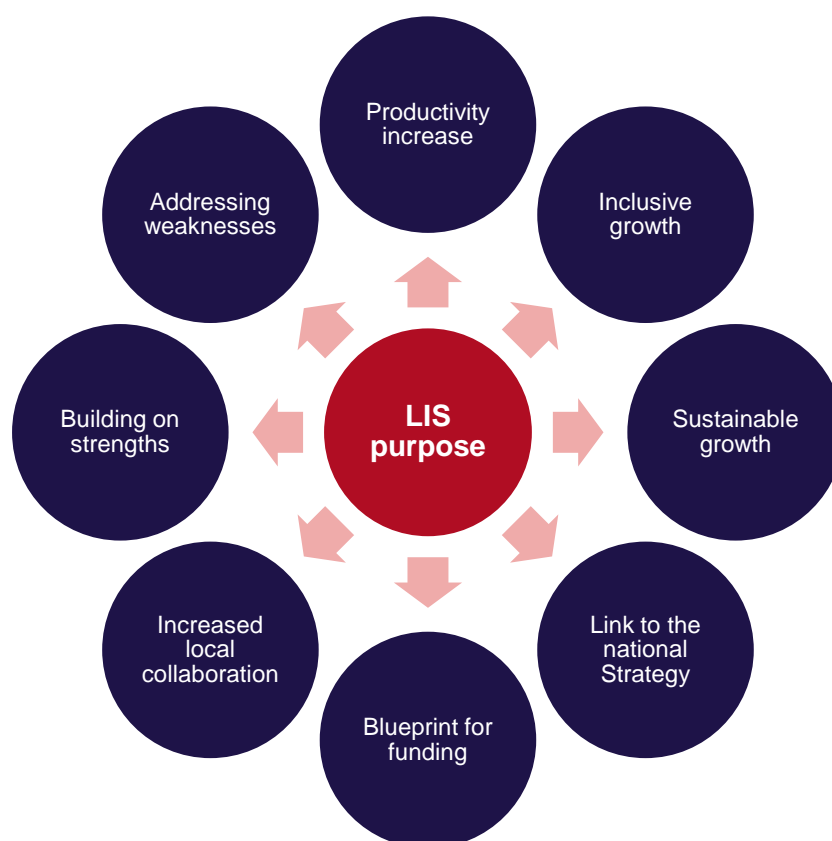 Productivity
increase
Inclusive
growth
Sustainable
growth
Link to the
national
Strategy
Blueprint for
funding
Increased
local
collaboration
Building on
strengths
Addressing
weaknesses
LIS
purpose